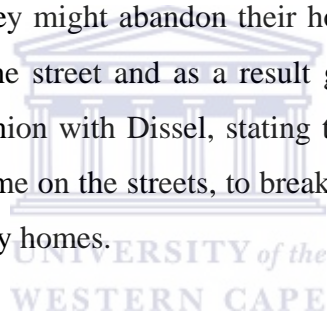 ey might abandon their ho
ne street and as a result g
nion with Dissel, stating t
me on the streets, to break
y homes.
UNIVERSITY of the
WESTERN CAPE